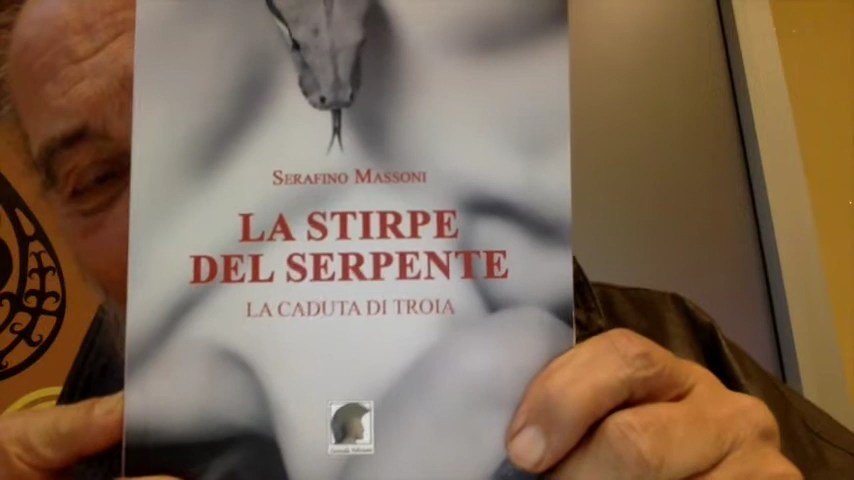 SERAFINO MASSONI
LA STIRPE
DEL SERPENTE
LA CADUTA DI TROIA